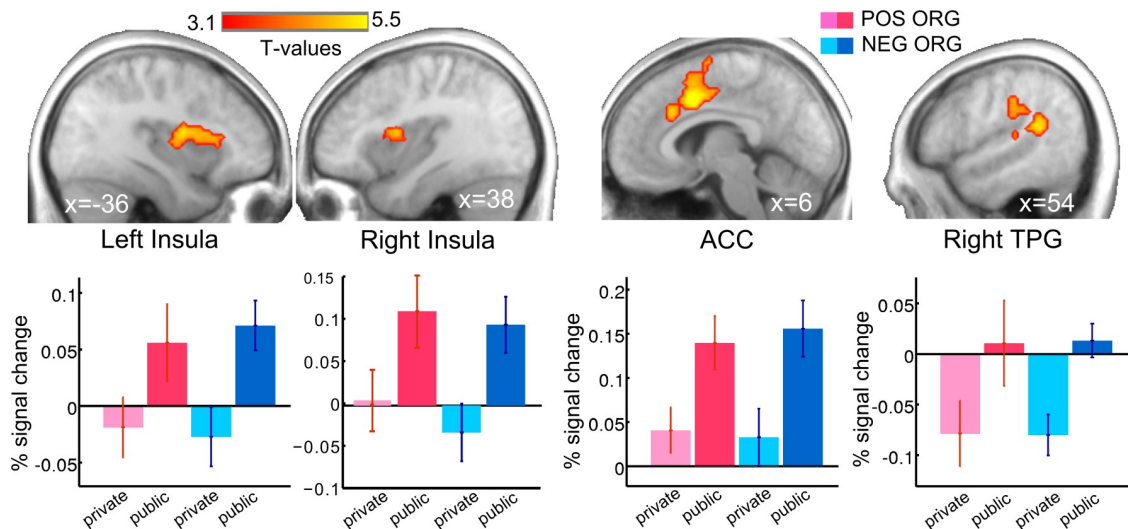 3.1 5.5
T-values
POS ORG
NEG ORG
x=-36
x=38
x=6
x=54
Left Insula
Right Insula
ACC
Right TPG
% signal change
0.1
0.05
0
-0.05
private
public
private
public
% signal change
0.15
0.1
0.05
0
-0.05
-0.1
private
public
private
public
% signal change
0.2
0.15
0.1
0.05
0
private
public
private
public
% signal change
0.05
0
-0.05
-0.1
private
public
private
public